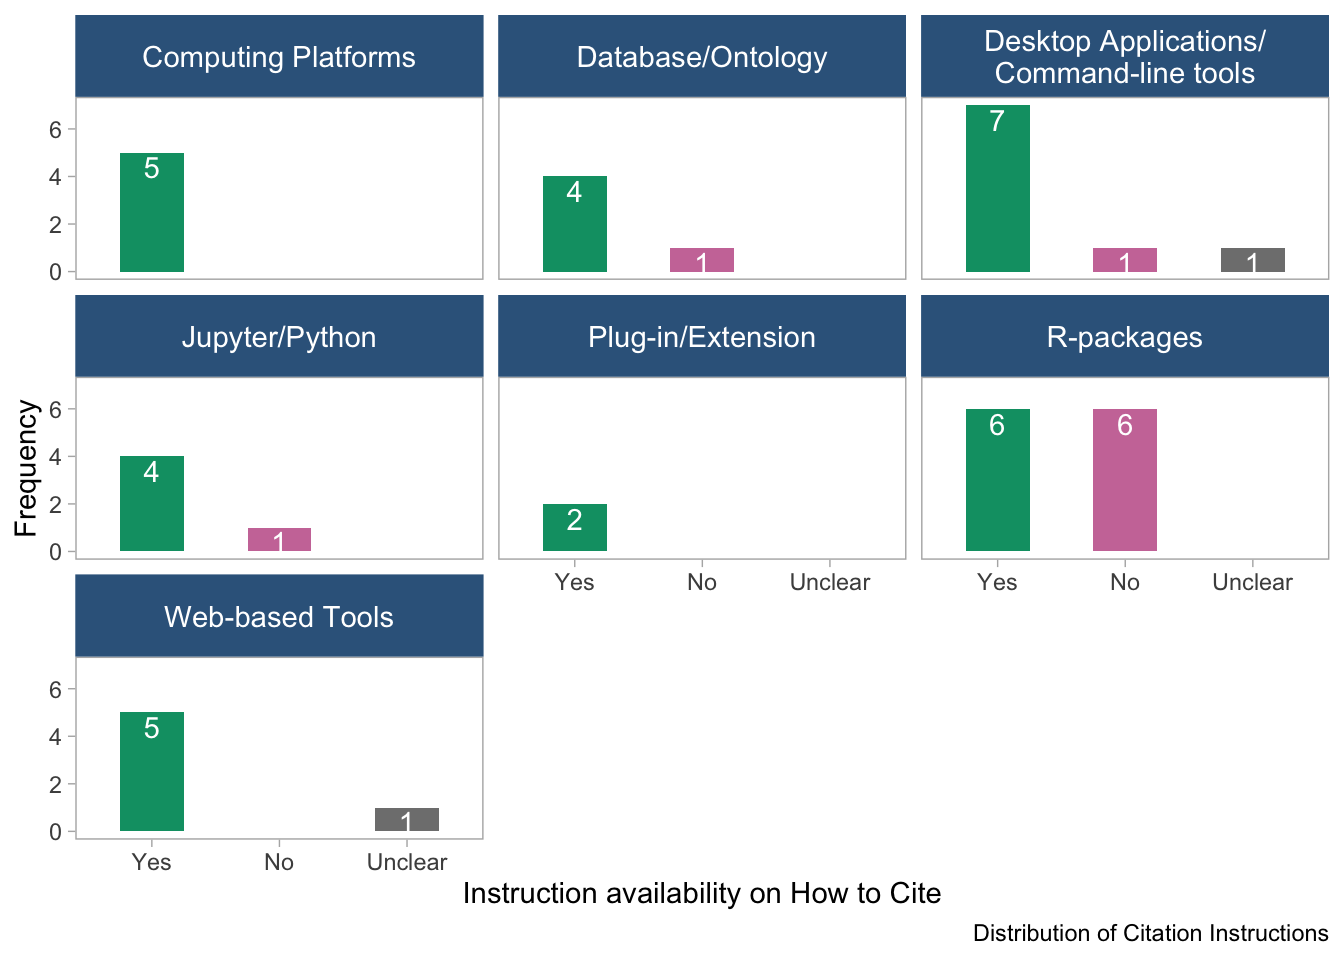 Computing Platforms
Database/Ontology
Desktop Applications/
Command-line tools
6
4
2
0
5
4
1
7
1
1
Jupyter/Python
Plug-in/Extension
R-packages
Frequency
6
4
2
0
4
1
2
6
6
Yes No Unclear
Yes No Unclear
Web-based Tools
6
4
2
0
5
1
Yes No Unclear
Instruction availability on How to Cite
Distribution of Citation Instructions